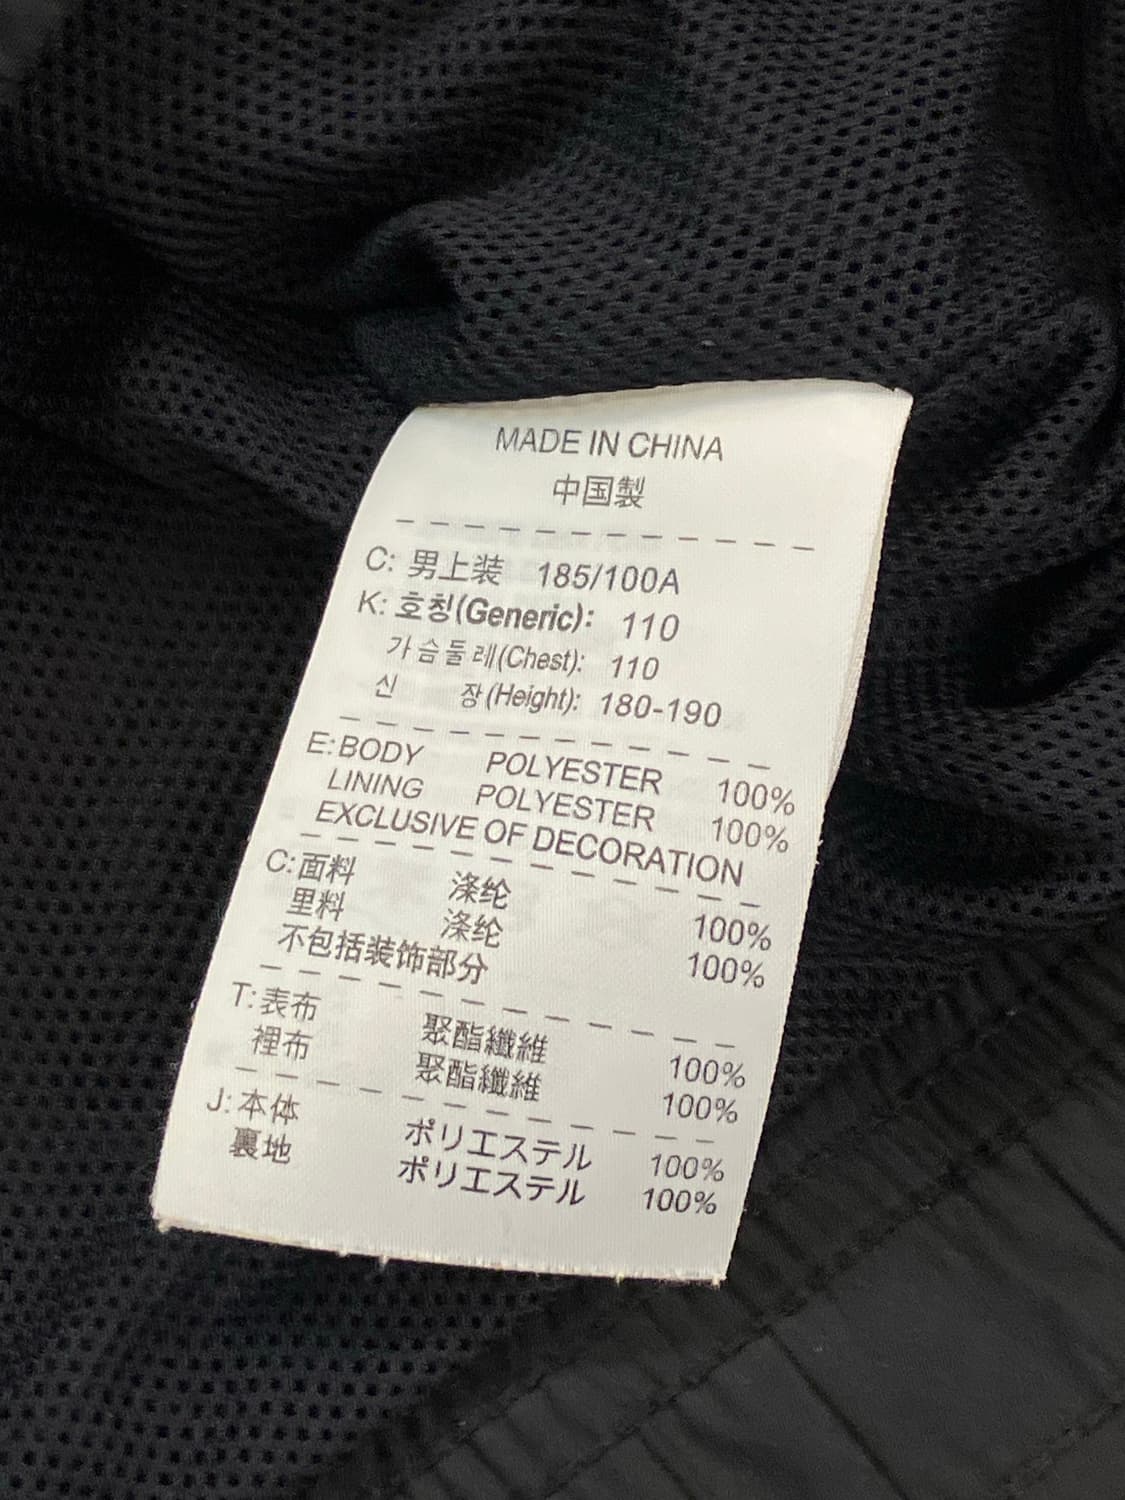 MADE IN CHINA
中国製
C: 男上装 185/100A
K: 호칭(Generic): 110
가슴둘레(Chest): 110
신 장(Height): 180-190
E:BODY POLYESTER 100%
LINING POLYESTER 100%
EXCLUSIVE OF DECORATION
C:面料 涤纶 100%
里料 涤纶 100%
不包括装饰部分
T:表布 聚酯纖維 100%
裡布 聚酯纖維 100%
J:本体 ポリエステル 100%
裏地 ポリエステル 100%